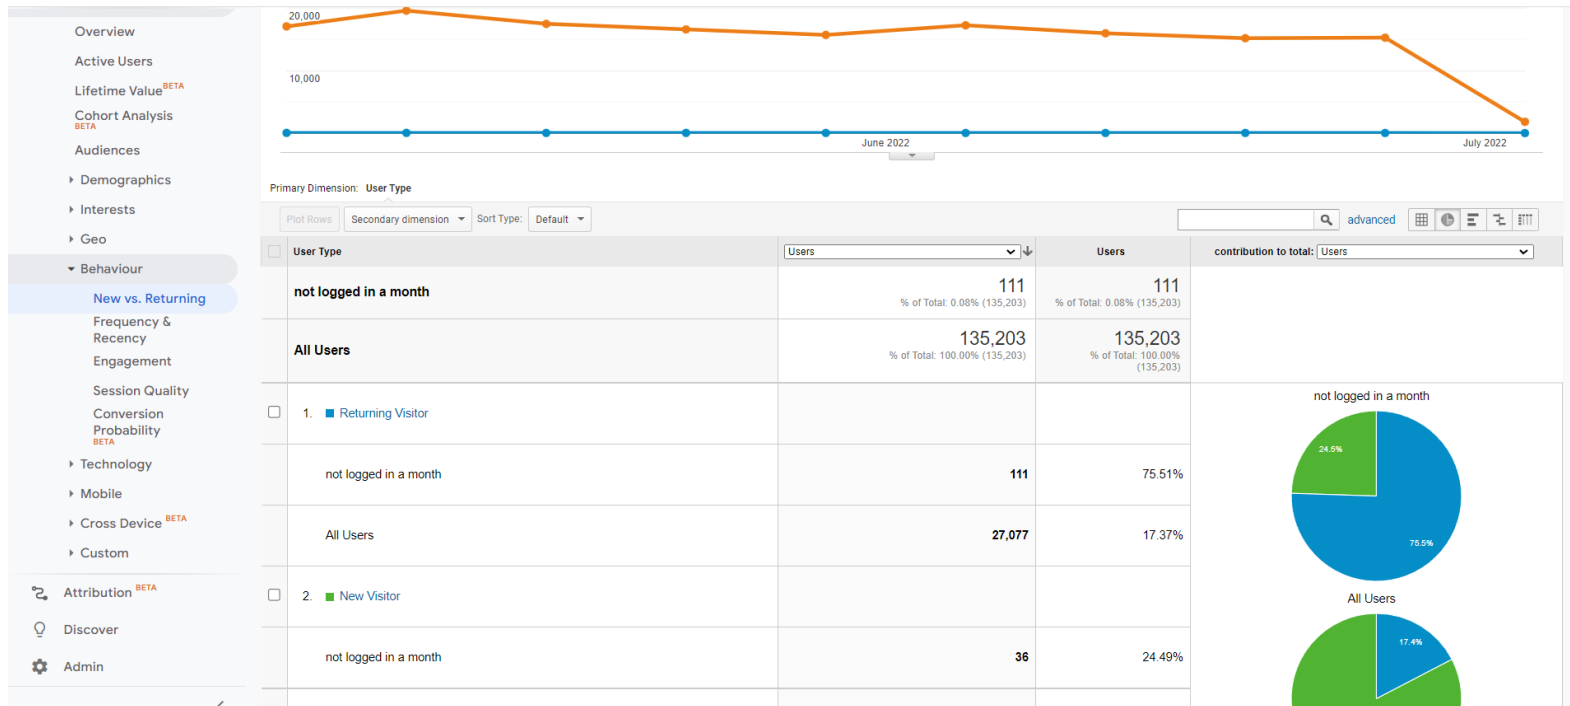 Overview
Active Users
Lifetime Value BETA
Cohort Analysis
BETA
Audiences
Demographics
Interests
Geo
Behaviour
New vs. Returning
Frequency &
Recency
Engagement
Session Quality
Conversion
Probability
BETA
Technology
Mobile
Cross Device BETA
Custom
Attribution BETA
Discover
Admin
20,000
10,000
June 2022
July 2022
Primary Dimension: User Type
Plot Rows
Secondary dimension
Sort Type:
Default
advanced
User Type
Users
Users
contribution to total: Users
not logged in a month
111
% of Total: 0.08% (135,203)
111
% of Total: 0.08% (135,203)
All Users
135,203
% of Total: 100.00% (135,203)
135,203
% of Total: 100.00%
(135,203)
1. Returning Visitor
not logged in a month
111
75.51%
All Users
27,077
17.37%
2. New Visitor
not logged in a month
36
24.49%
not logged in a month
24.5%
75.5%
All Users
17.4%